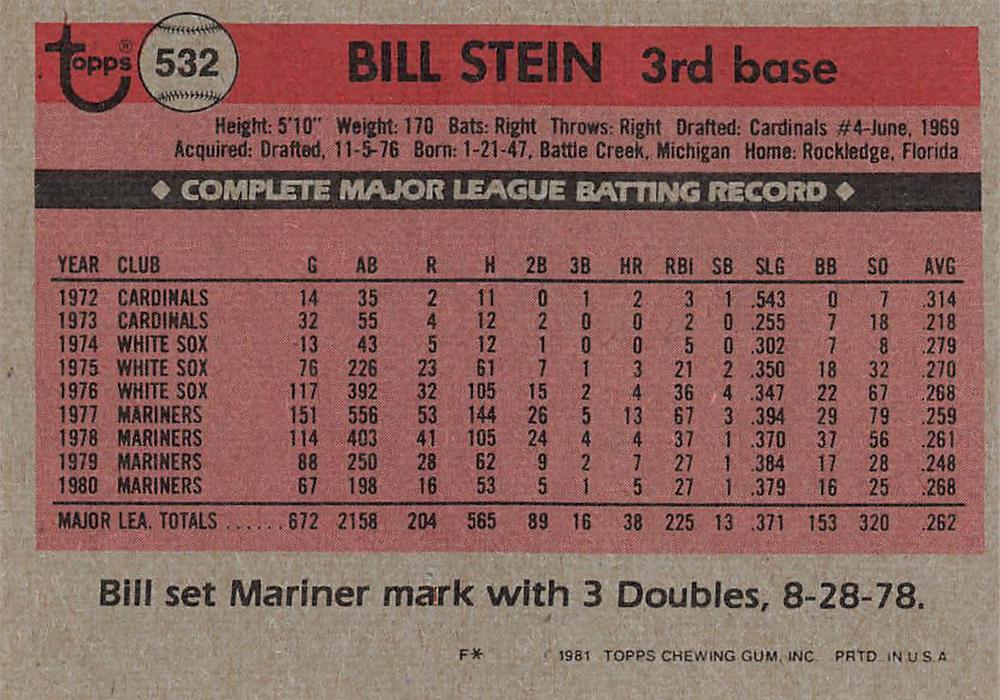 topps® 532 BILL STEIN 3rd base
Height: 5'10" Weight: 170 Bats: Right Throws: Right Drafted: Cardinals #4-June, 1969
Acquired: Drafted, 11-5-76 Born: 1-21-47, Battle Creek, Michigan Home: Rockledge, Florida
◆ COMPLETE MAJOR LEAGUE BATTING RECORD ◆
YEAR CLUB G AB R H 2B 3B HR RBI SB SLG BB SO AVG
1972 CARDINALS 14 35 2 11 0 1 2 3 1 .543 0 7 .314
1973 CARDINALS 32 55 4 12 2 0 0 2 0 .255 7 18 .218
1974 WHITE SOX 13 43 5 12 1 0 0 5 0 .302 7 8 .279
1975 WHITE SOX 76 226 23 61 7 1 3 21 2 .350 18 32 .270
1976 WHITE SOX 117 392 32 105 15 2 4 36 4 .347 22 67 .268
1977 MARINERS 151 556 53 144 26 5 13 67 3 .394 29 79 .259
1978 MARINERS 114 403 41 105 24 4 4 37 1 .370 37 56 .261
1979 MARINERS 88 250 28 62 9 2 7 27 1 .384 17 28 .248
1980 MARINERS 67 198 16 53 5 1 5 27 1 .379 16 25 .268
MAJOR LEA. TOTALS ...... 672 2158 204 565 89 16 38 225 13 .371 153 320 .262
Bill set Mariner mark with 3 Doubles, 8-28-78.
F* 1981 TOPPS CHEWING GUM, INC. PRTD. IN U.S.A.